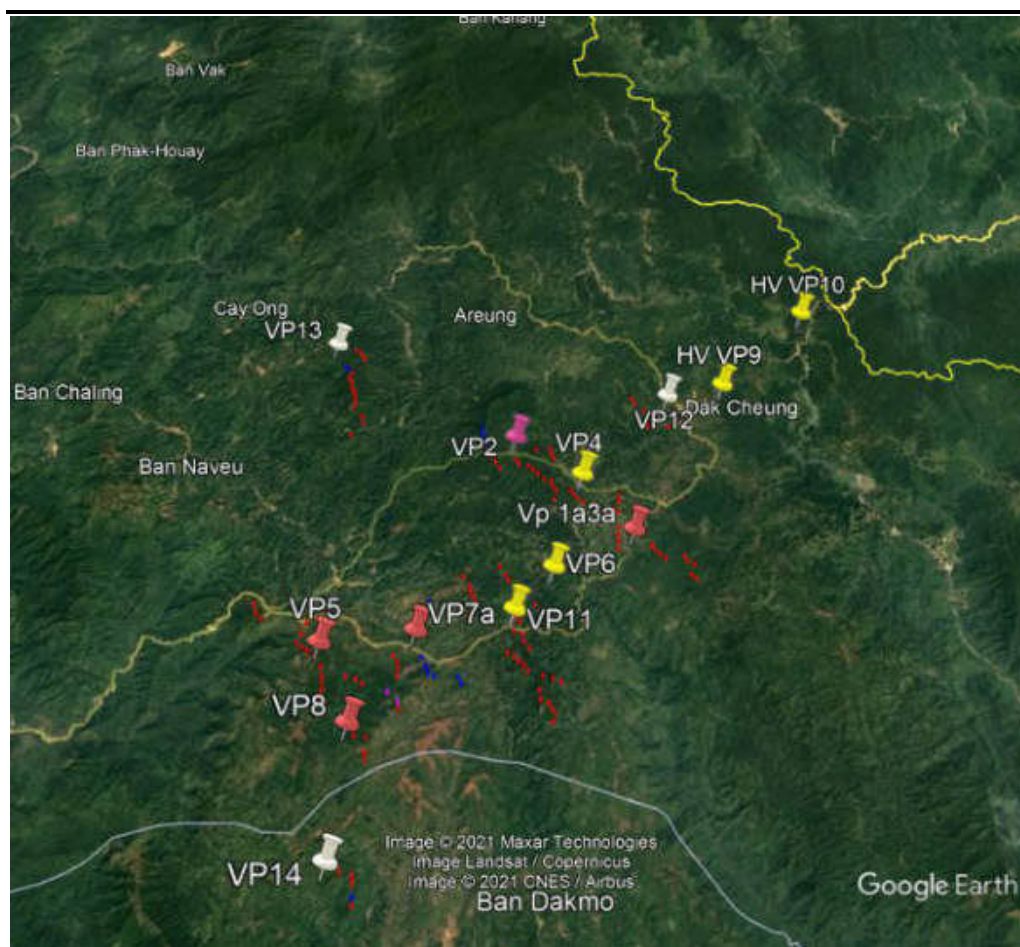 Ban Kanang
Ban Vak
Ban Phak-Houay
HV VP10
Cay Ong
VP13
Areung
HV VP9
Ban Chaling
VP12
Dak Cheung
VP2
VP4
Ban Naveu
Vp 1a3a
VP6
VP5
VP7a
VP11
VP8
VP14
Image © 2021 Maxar Technologies
Image Landsat / Copernicus
Image © 2021 CNES / Airbus
Google Earth
Ban Dakmo